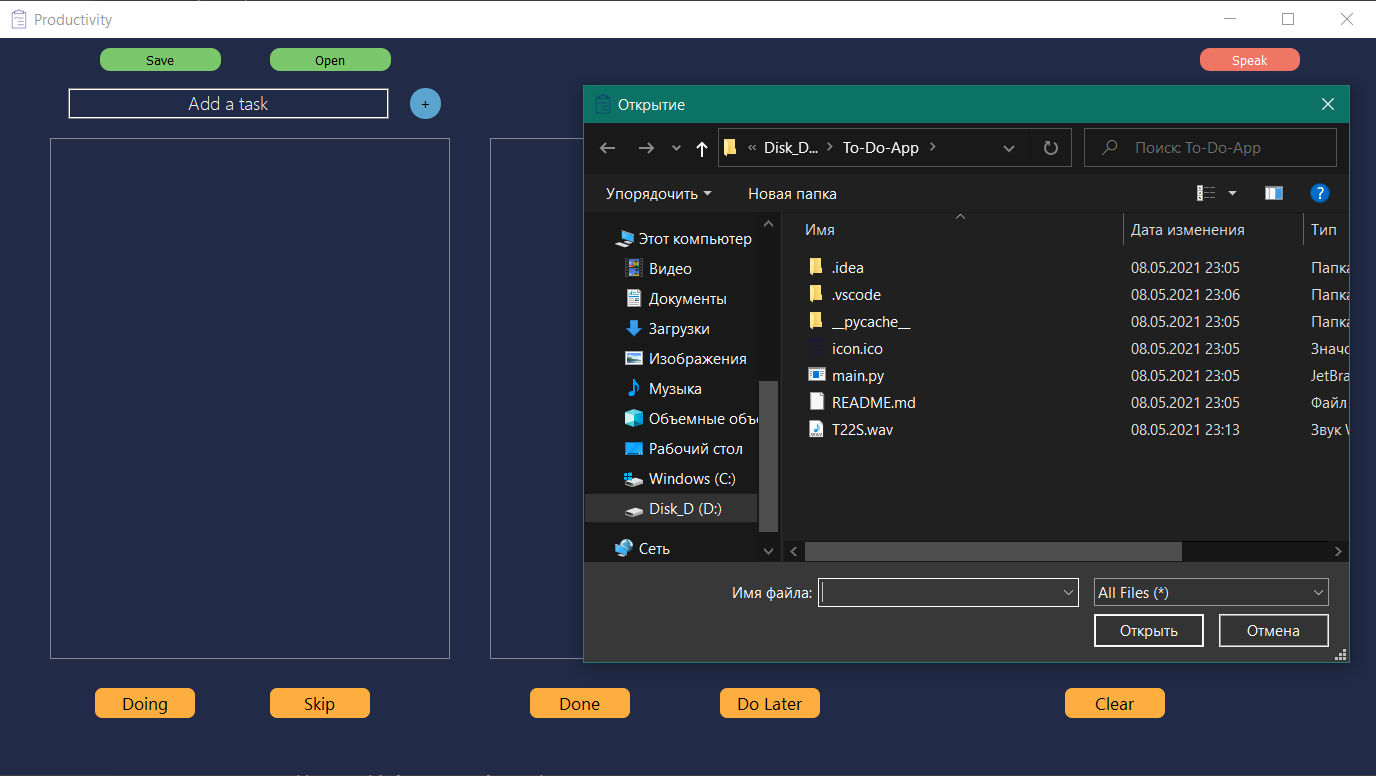 Productivity
Save
Open
Speak
Add a task
+
Открытие
« Disk_D... > To-Do-App >
Поиск: To-Do-App
Упорядочить
Новая папка
?
Этот компьютер
Видео
Документы
Загрузки
Изображения
Музыка
Объемные объ
Рабочий стол
Windows (C:)
Disk_D (D:)
Сеть
Имя Дата изменения Тип
.idea 08.05.2021 23:05 Папка
.vscode 08.05.2021 23:06 Папка
__pycache__ 08.05.2021 23:05 Папка
icon.ico 08.05.2021 23:05 Значо
main.py 08.05.2021 23:05 JetBra
README.md 08.05.2021 23:05 Файл
T22S.wav 08.05.2021 23:13 Звук W
Имя файла:
All Files (*)
Открыть
Отмена
Doing
Skip
Done
Do Later
Clear